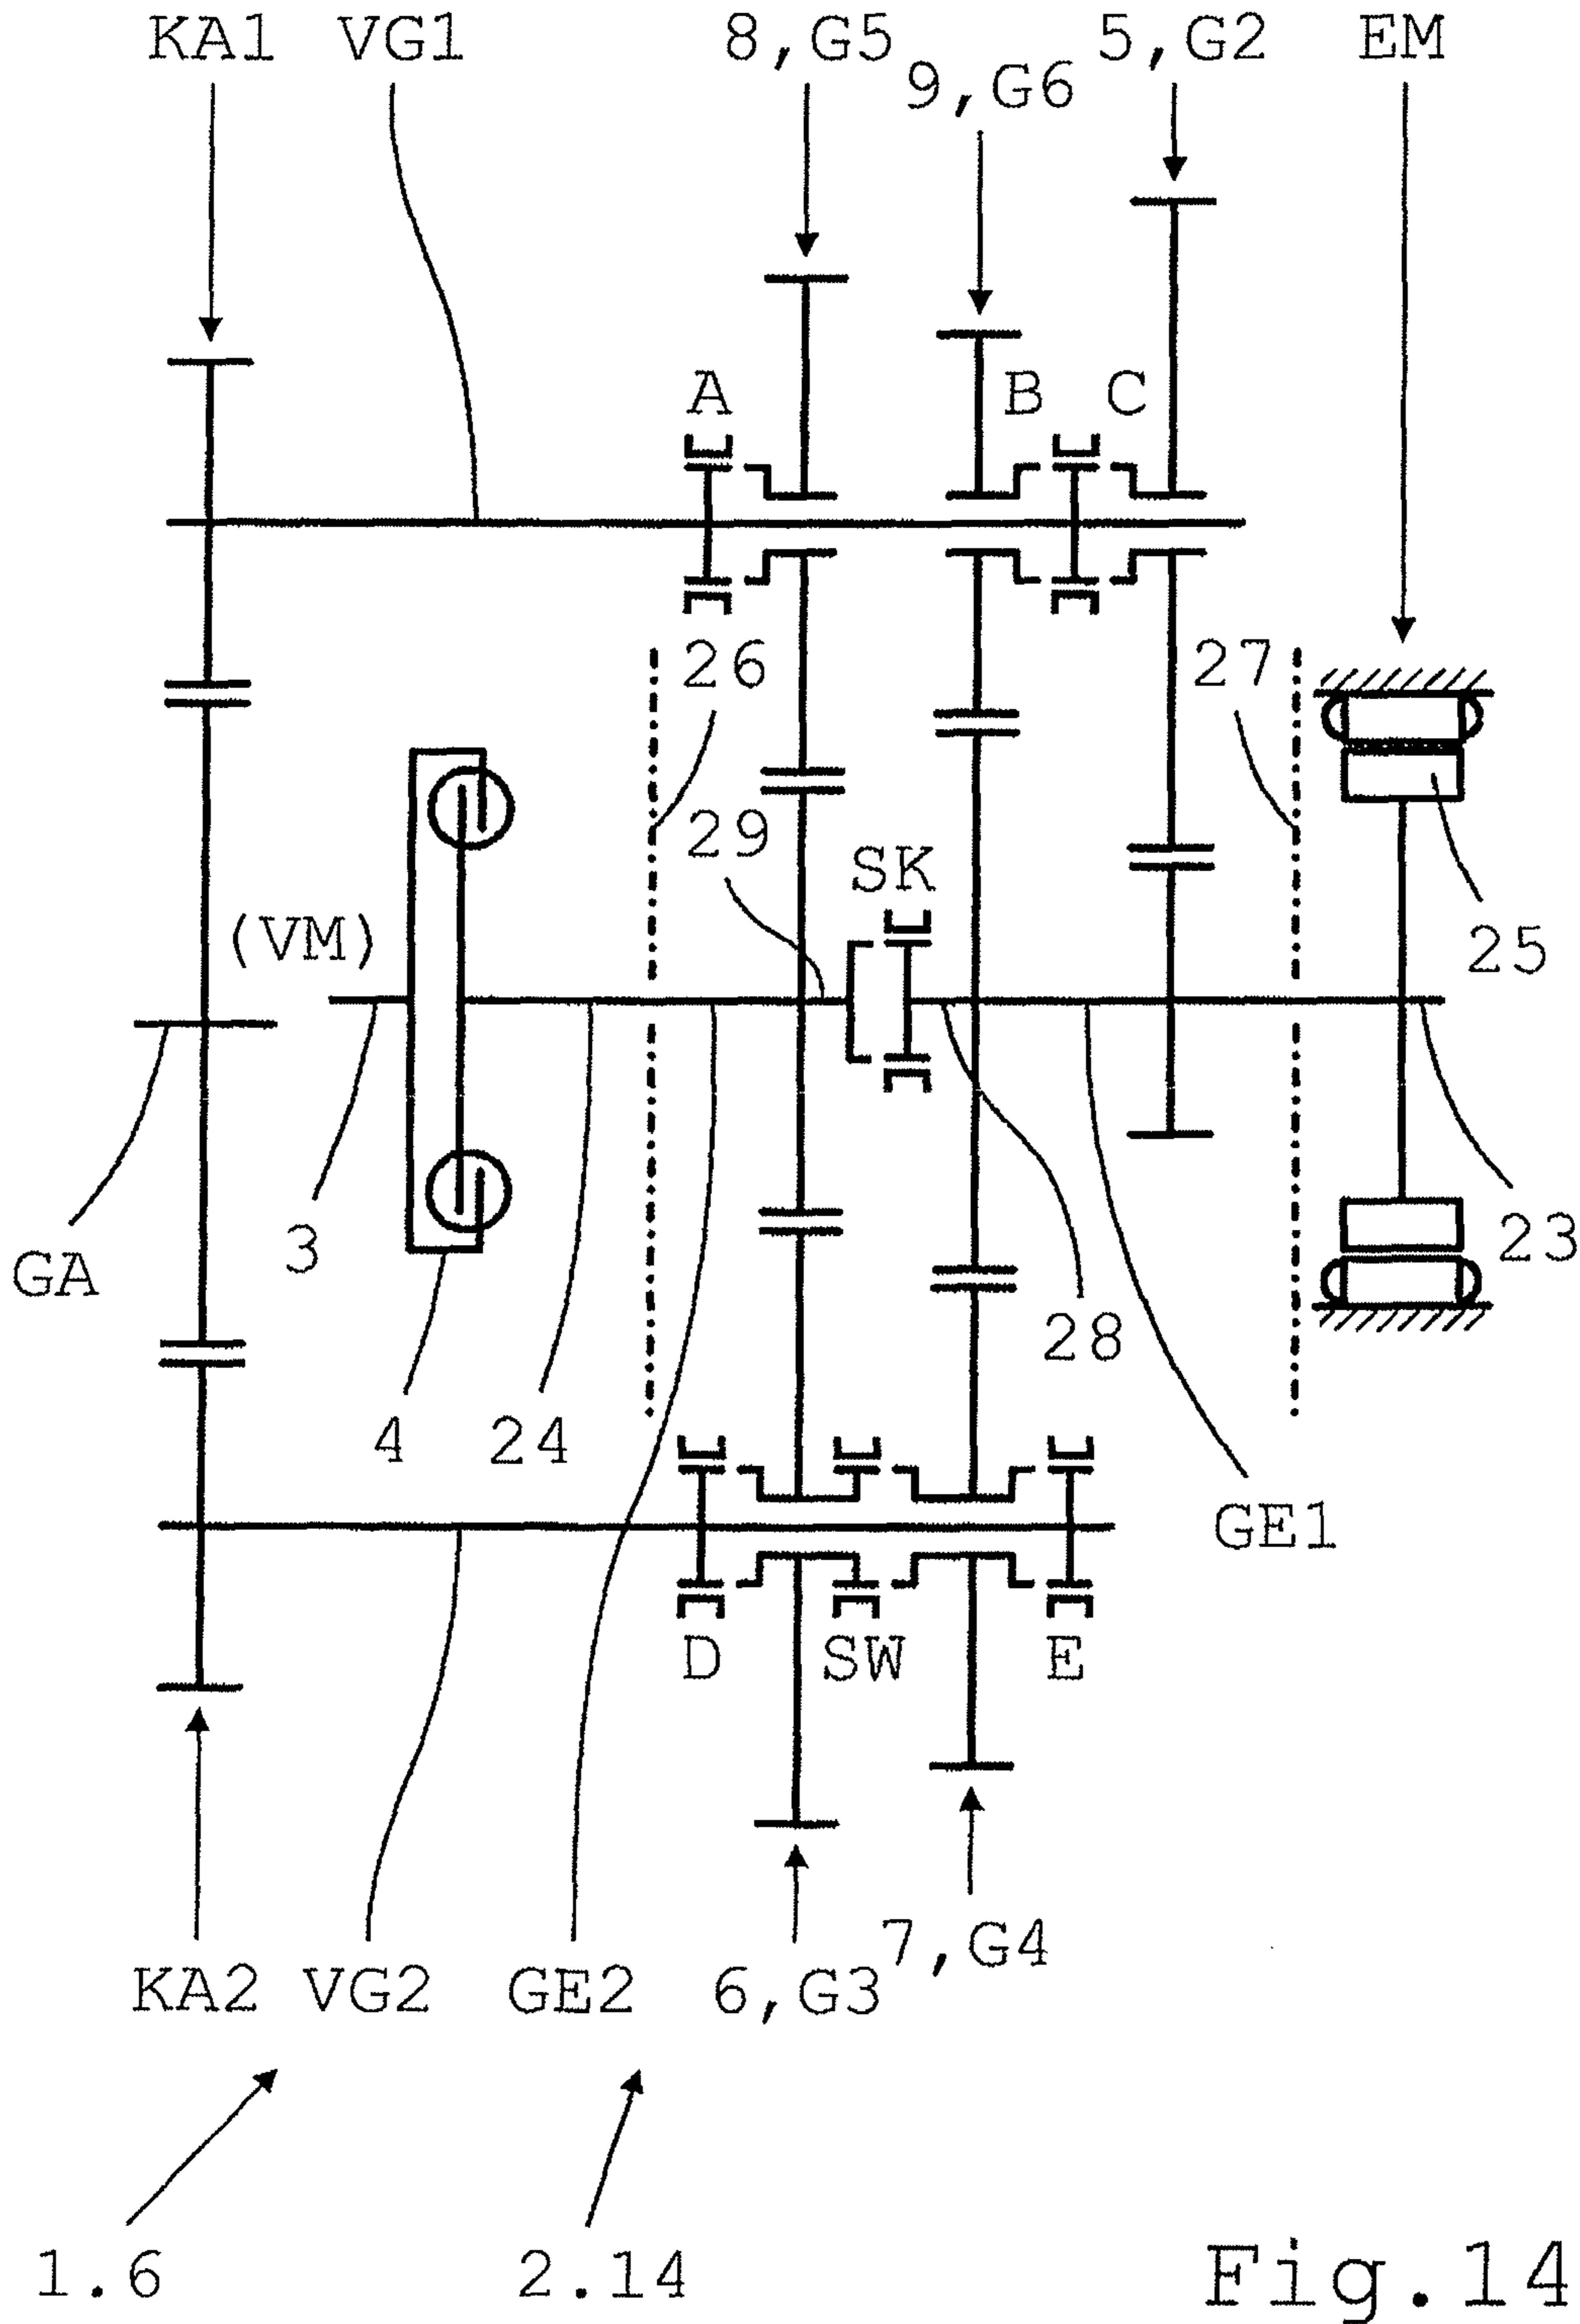 KA1 VG1 8,G5 5,G2 EM
9,G6
A B C
26 27
29
SK
(VM) 25
GA 3 23
28
4 24
GE1
D SW E
7,G4
KA2 VG2 GE2 6,G3
1.6 2.14
Fig.14